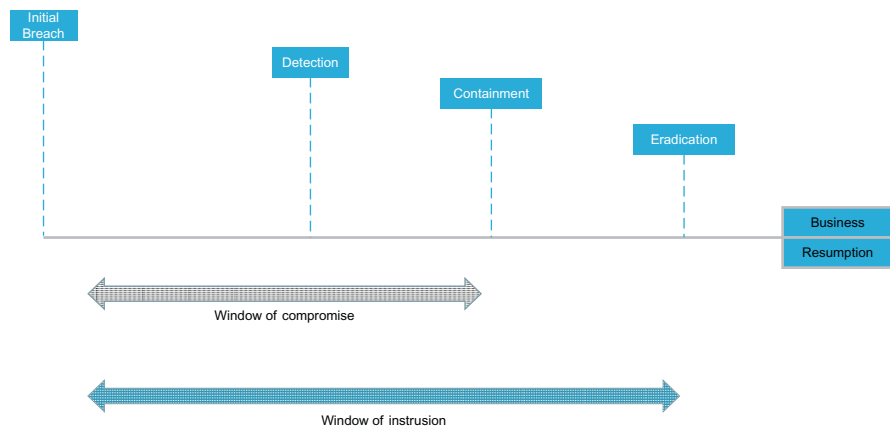 Initial
Breach
Detection
Containment
Eradication
Business
Resumption
Window of compromise
Window of instrusion